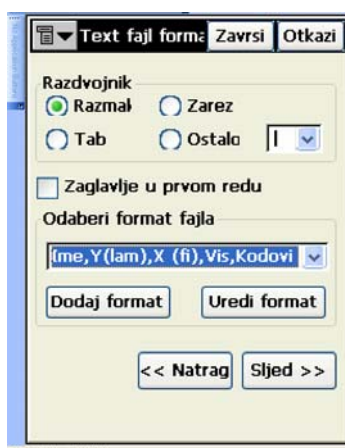 Text fajl forma Zavrsi Otkazi
Razdvojnik
Razmak Zarez
Tab Ostalo
Zaglavlje u prvom redu
Odaberi format fajla
Ime,Y(lam),X (fi),Vis,Kodovi
Dodaj format Uredi format
<< Natrag Sljed >>